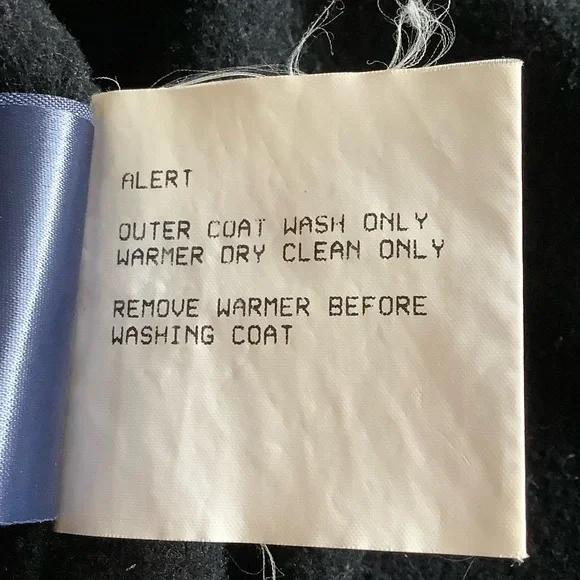 ALERT
OUTER COAT WASH ONLY
WARMER DRY CLEAN ONLY
REMOVE WARMER BEFORE
WASHING COAT